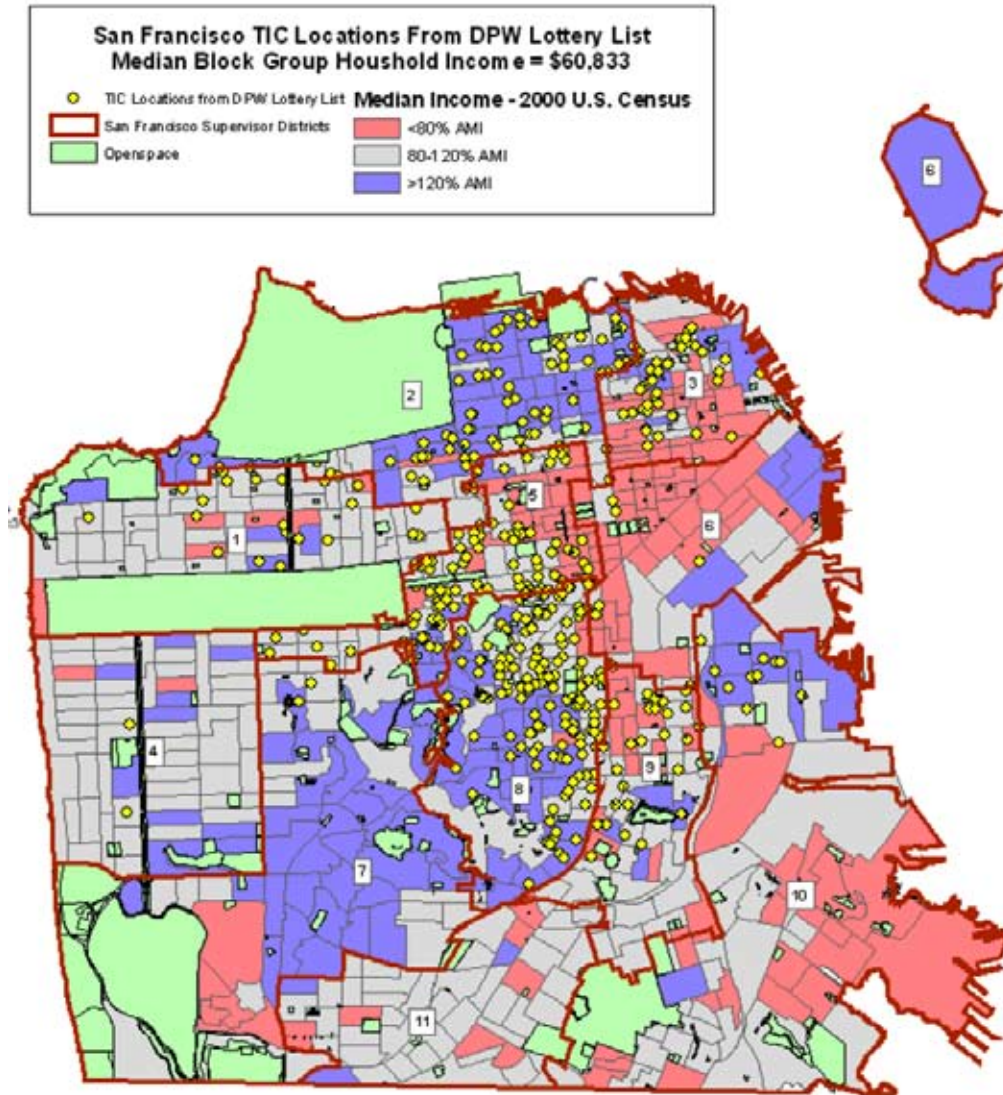 San Francisco TIC Locations From DPW Lottery List
Median Block Group Houshold Income = $60,833
TIC Locations from DPW Lottery List
San Francisco Supervisor Districts
Openspace
Median Income - 2000 U.S. Census
<80% AMI
80-120% AMI
>120% AMI
6
2
3
5
6
1
4
9
8
7
10
11